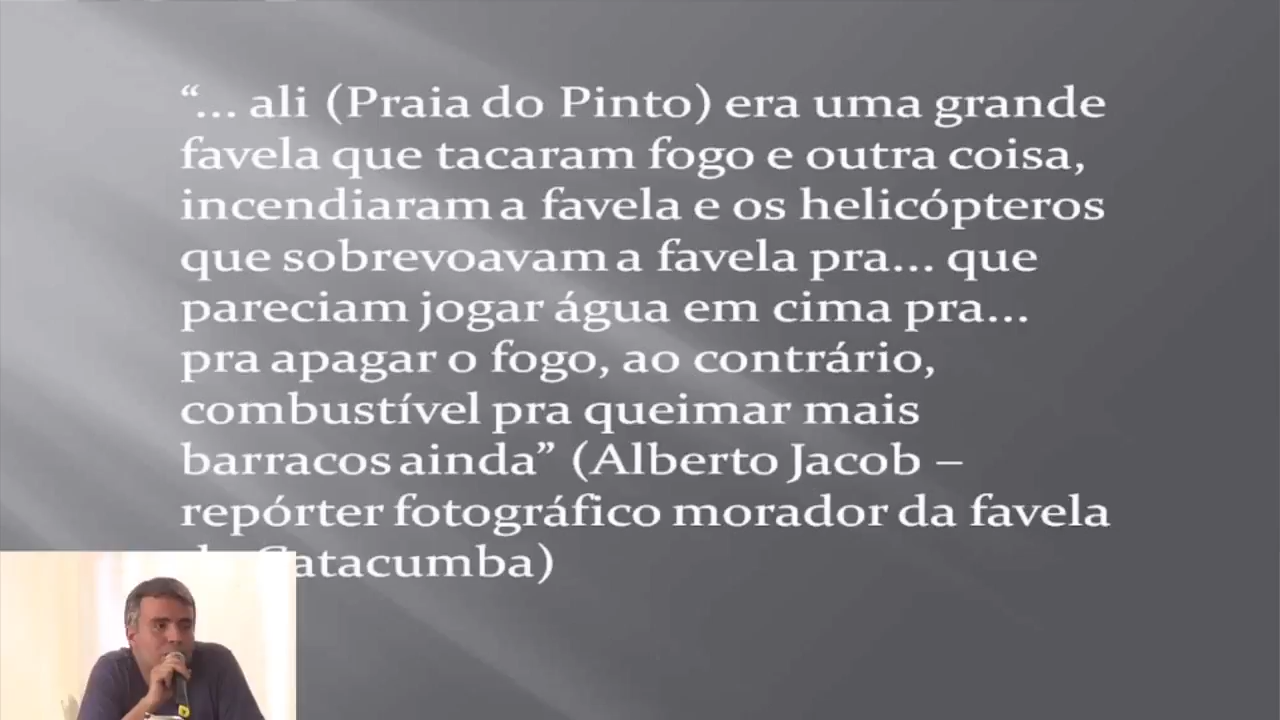 “... ali (Praia do Pinto) era uma grande
favela que tacaram fogo e outra coisa,
incendiaram a favela e os helicópteros
que sobrevoavam a favela pra... que
pareciam jogar água em cima pra...
pra apagar o fogo, ao contrário,
combustível pra queimar mais
barracos ainda” (Alberto Jacob –
repórter fotográfico morador da favela
Catacumba)